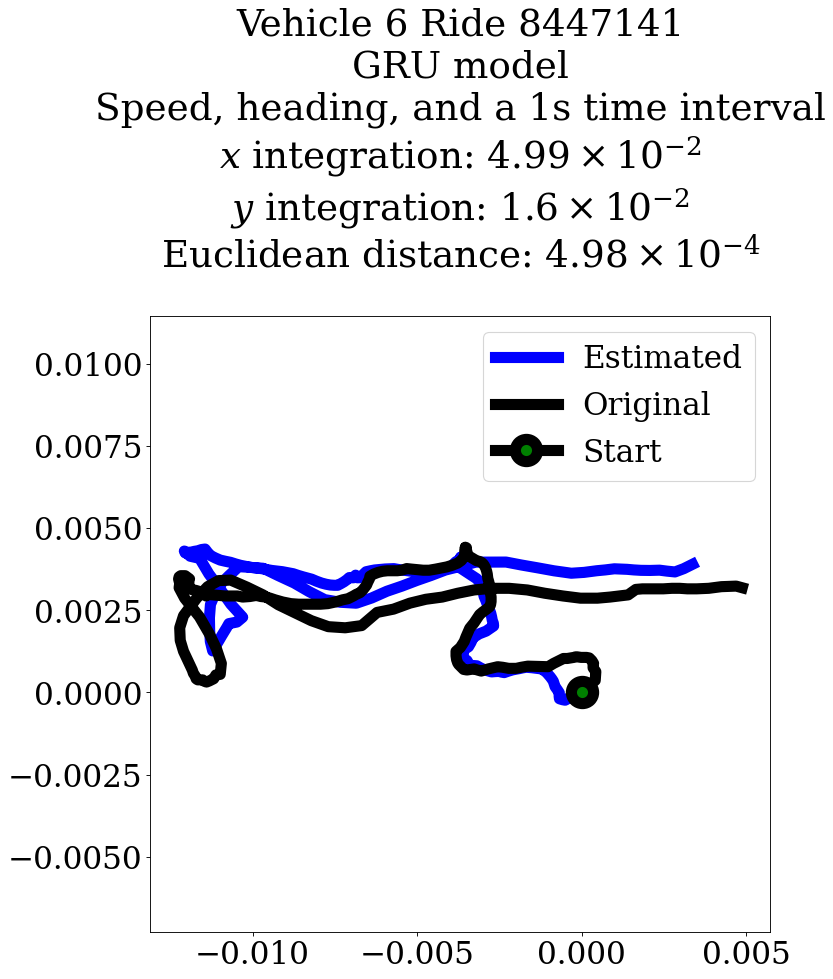 Vehicle 6 Ride 8447141
GRU model
Speed, heading, and a 1s time interval
x integration: 4.99 × 10⁻²
y integration: 1.6 × 10⁻²
Euclidean distance: 4.98 × 10⁻⁴
Estimated
Original
Start
0.0100
0.0075
0.0050
0.0025
0.0000
−0.0025
−0.0050
−0.010 −0.005 0.000 0.005